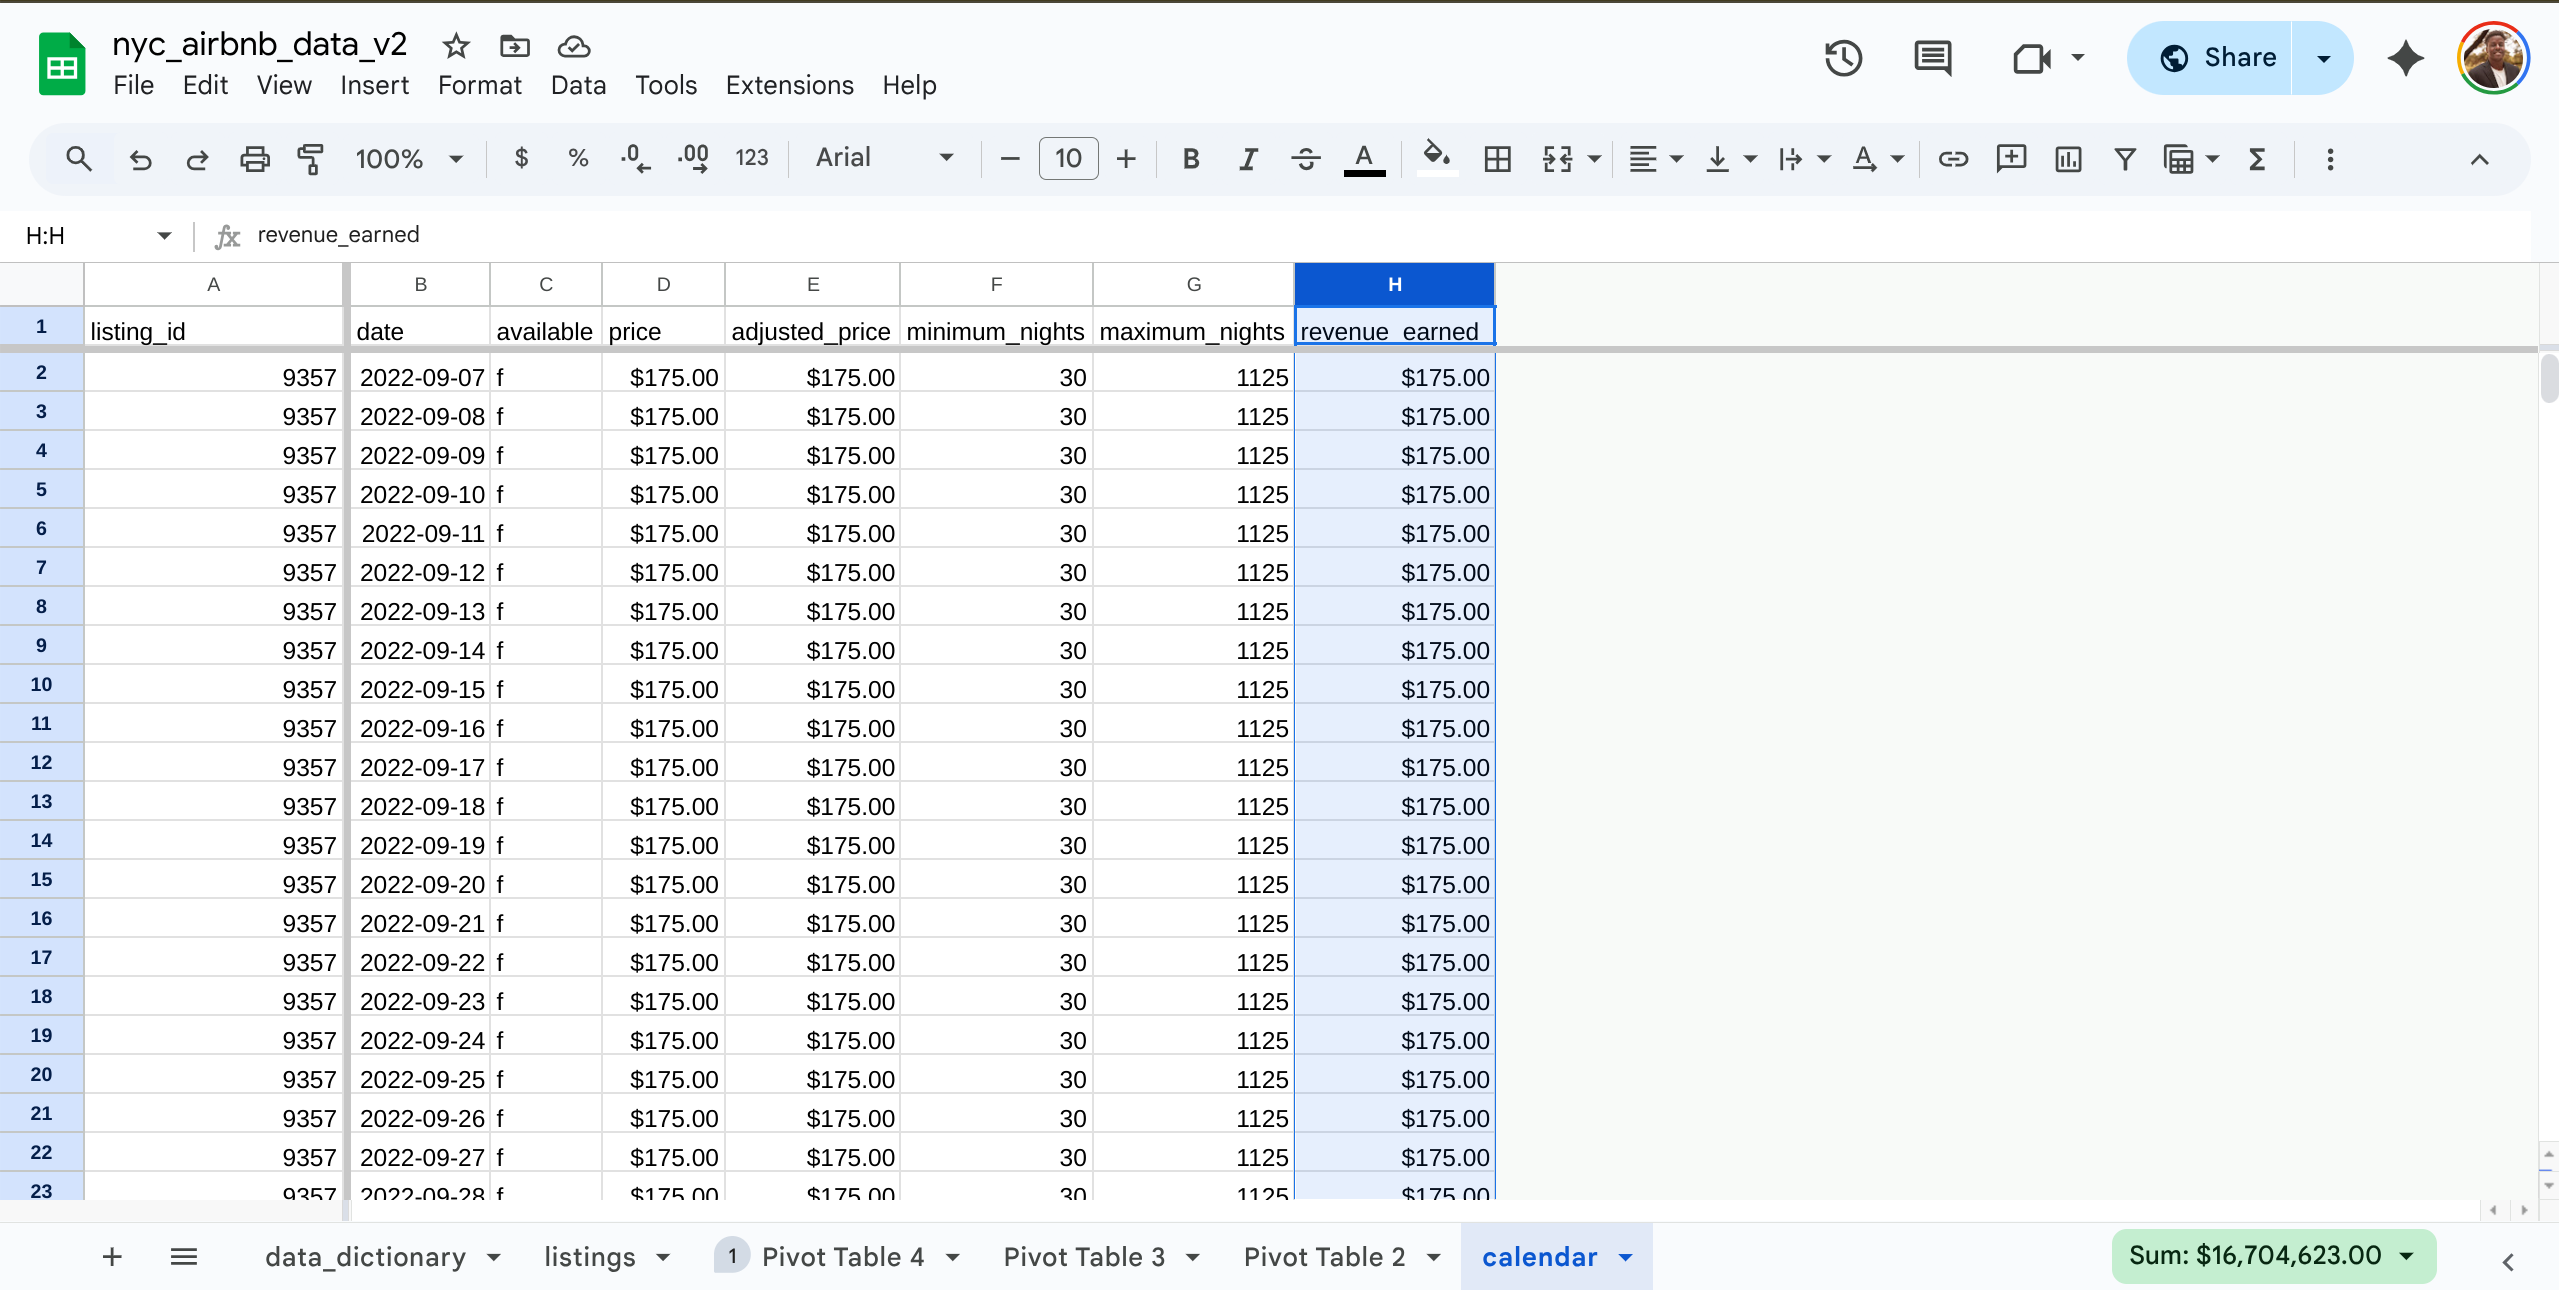 nyc_airbnb_data_v2
File Edit View Insert Format Data Tools Extensions Help
Share
100% $ % .0 .00 123 Arial 10 B I A
H:H fx revenue_earned
A B C D E F G H
1 listing_id date available price adjusted_price minimum_nights maximum_nights revenue_earned
2 9357 2022-09-07 f $175.00 $175.00 30 1125 $175.00
3 9357 2022-09-08 f $175.00 $175.00 30 1125 $175.00
4 9357 2022-09-09 f $175.00 $175.00 30 1125 $175.00
5 9357 2022-09-10 f $175.00 $175.00 30 1125 $175.00
6 9357 2022-09-11 f $175.00 $175.00 30 1125 $175.00
7 9357 2022-09-12 f $175.00 $175.00 30 1125 $175.00
8 9357 2022-09-13 f $175.00 $175.00 30 1125 $175.00
9 9357 2022-09-14 f $175.00 $175.00 30 1125 $175.00
10 9357 2022-09-15 f $175.00 $175.00 30 1125 $175.00
11 9357 2022-09-16 f $175.00 $175.00 30 1125 $175.00
12 9357 2022-09-17 f $175.00 $175.00 30 1125 $175.00
13 9357 2022-09-18 f $175.00 $175.00 30 1125 $175.00
14 9357 2022-09-19 f $175.00 $175.00 30 1125 $175.00
15 9357 2022-09-20 f $175.00 $175.00 30 1125 $175.00
16 9357 2022-09-21 f $175.00 $175.00 30 1125 $175.00
17 9357 2022-09-22 f $175.00 $175.00 30 1125 $175.00
18 9357 2022-09-23 f $175.00 $175.00 30 1125 $175.00
19 9357 2022-09-24 f $175.00 $175.00 30 1125 $175.00
20 9357 2022-09-25 f $175.00 $175.00 30 1125 $175.00
21 9357 2022-09-26 f $175.00 $175.00 30 1125 $175.00
22 9357 2022-09-27 f $175.00 $175.00 30 1125 $175.00
23 9357 2022-09-28 f $175.00 $175.00 30 1125 $175.00
data_dictionary listings 1 Pivot Table 4 Pivot Table 3 Pivot Table 2 calendar Sum: $16,704,623.00